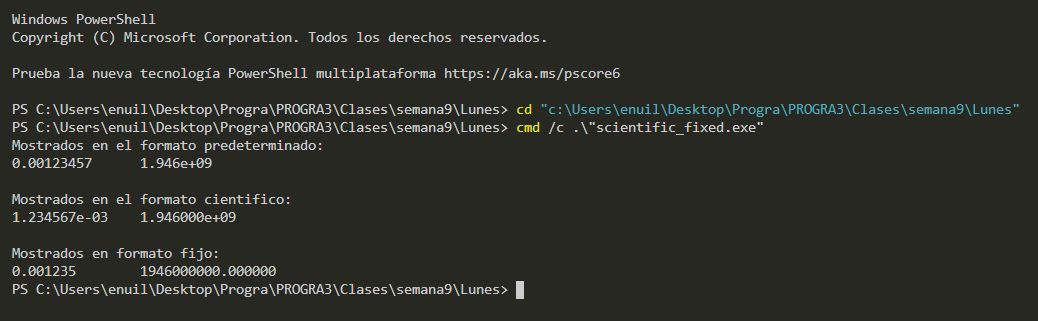 Windows PowerShell
Copyright (C) Microsoft Corporation. Todos los derechos reservados.
Prueba la nueva tecnología PowerShell multiplataforma https://aka.ms/pscore6
PS C:\Users\enuil\Desktop\Progra\PROGRA3\Clases\semana9\Lunes> cd "c:\Users\enuil\Desktop\Progra\PROGRA3\Clases\semana9\Lunes"
PS C:\Users\enuil\Desktop\Progra\PROGRA3\Clases\semana9\Lunes> cmd /c .\"scientific_fixed.exe"
Mostrados en el formato predeterminado:
0.00123457      1.946e+09
Mostrados en el formato cientifico:
1.234567e-03    1.946000e+09
Mostrados en formato fijo:
0.001235        1946000000.000000
PS C:\Users\enuil\Desktop\Progra\PROGRA3\Clases\semana9\Lunes>